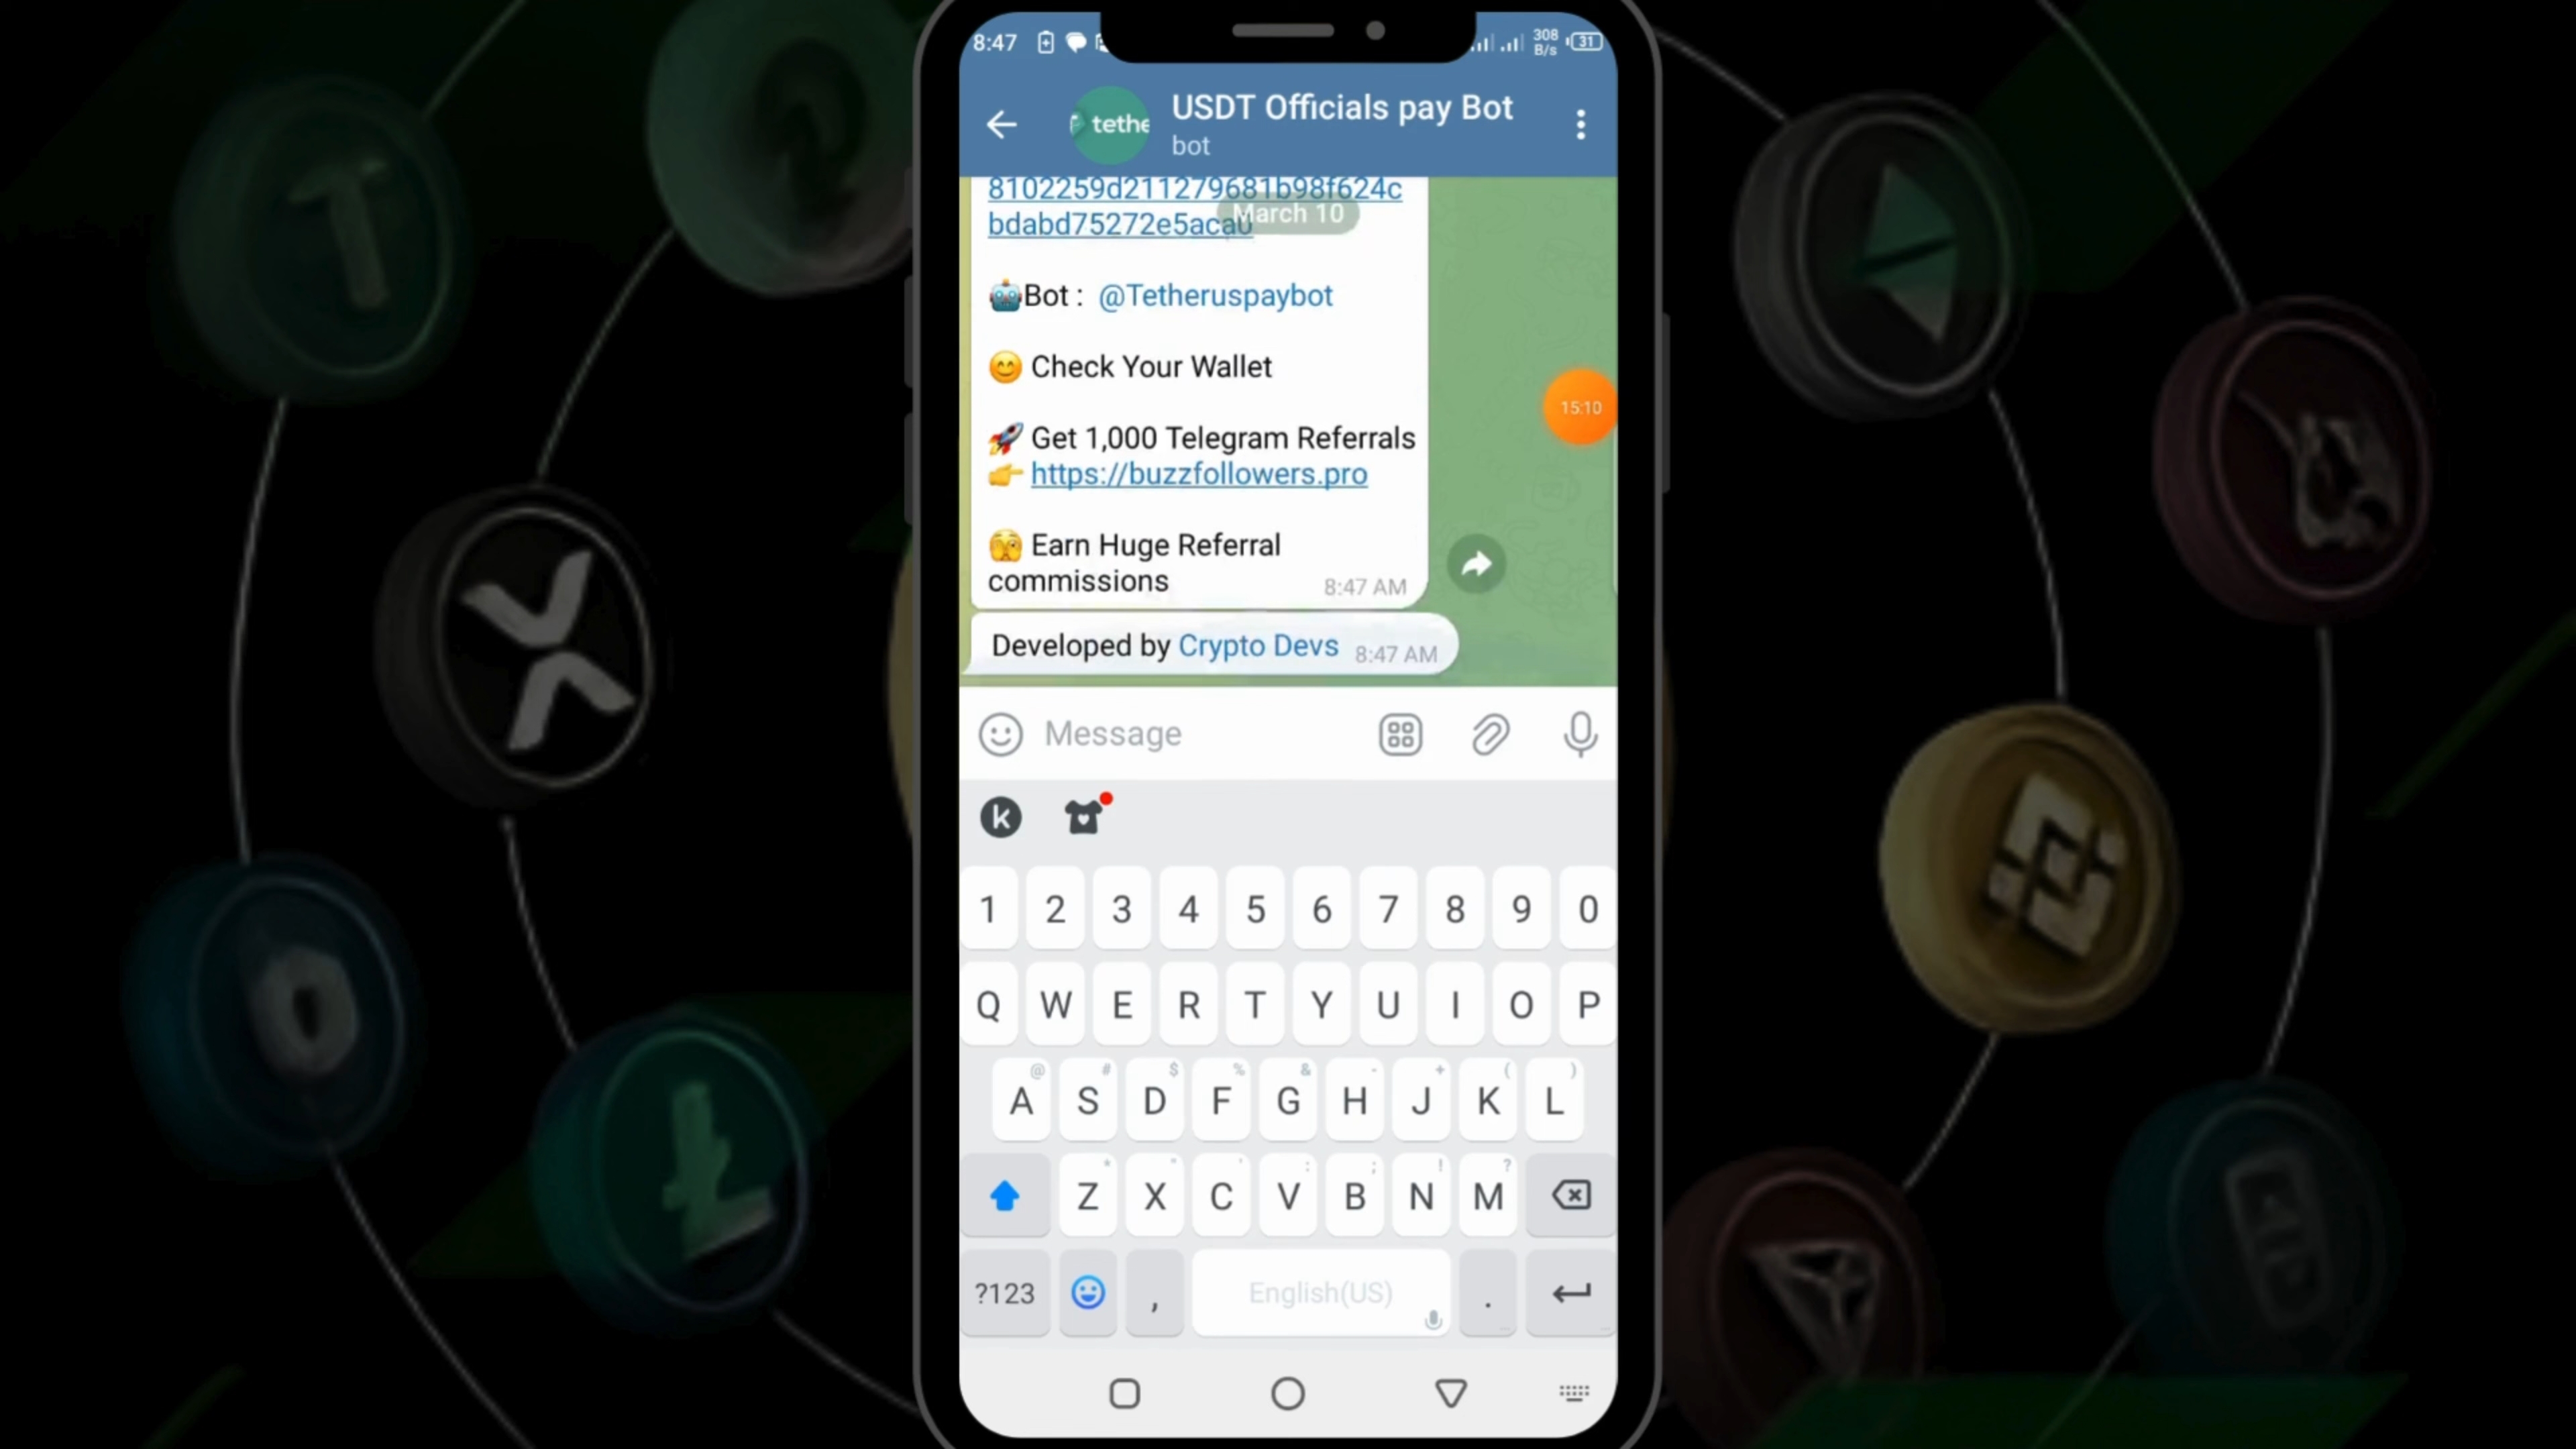 8:47
308
B/s
31
tethe
USDT Officials pay Bot
bot
8102259d211279681b98f624c
bdabd75272e5aca0
March 10
🤖Bot : @Tetheruspaybot
😊 Check Your Wallet
🚀 Get 1,000 Telegram Referrals
👉 https://buzzfollowers.pro
🫣 Earn Huge Referral
commissions
8:47 AM
15:10
Developed by Crypto Devs 8:47 AM
Message
k
1 2 3 4 5 6 7 8 9 0
Q W E R T Y U I O P
@ # $ % & - + ( )
A S D F G H J K L
Z X C V B N M
?123 , English(US) .